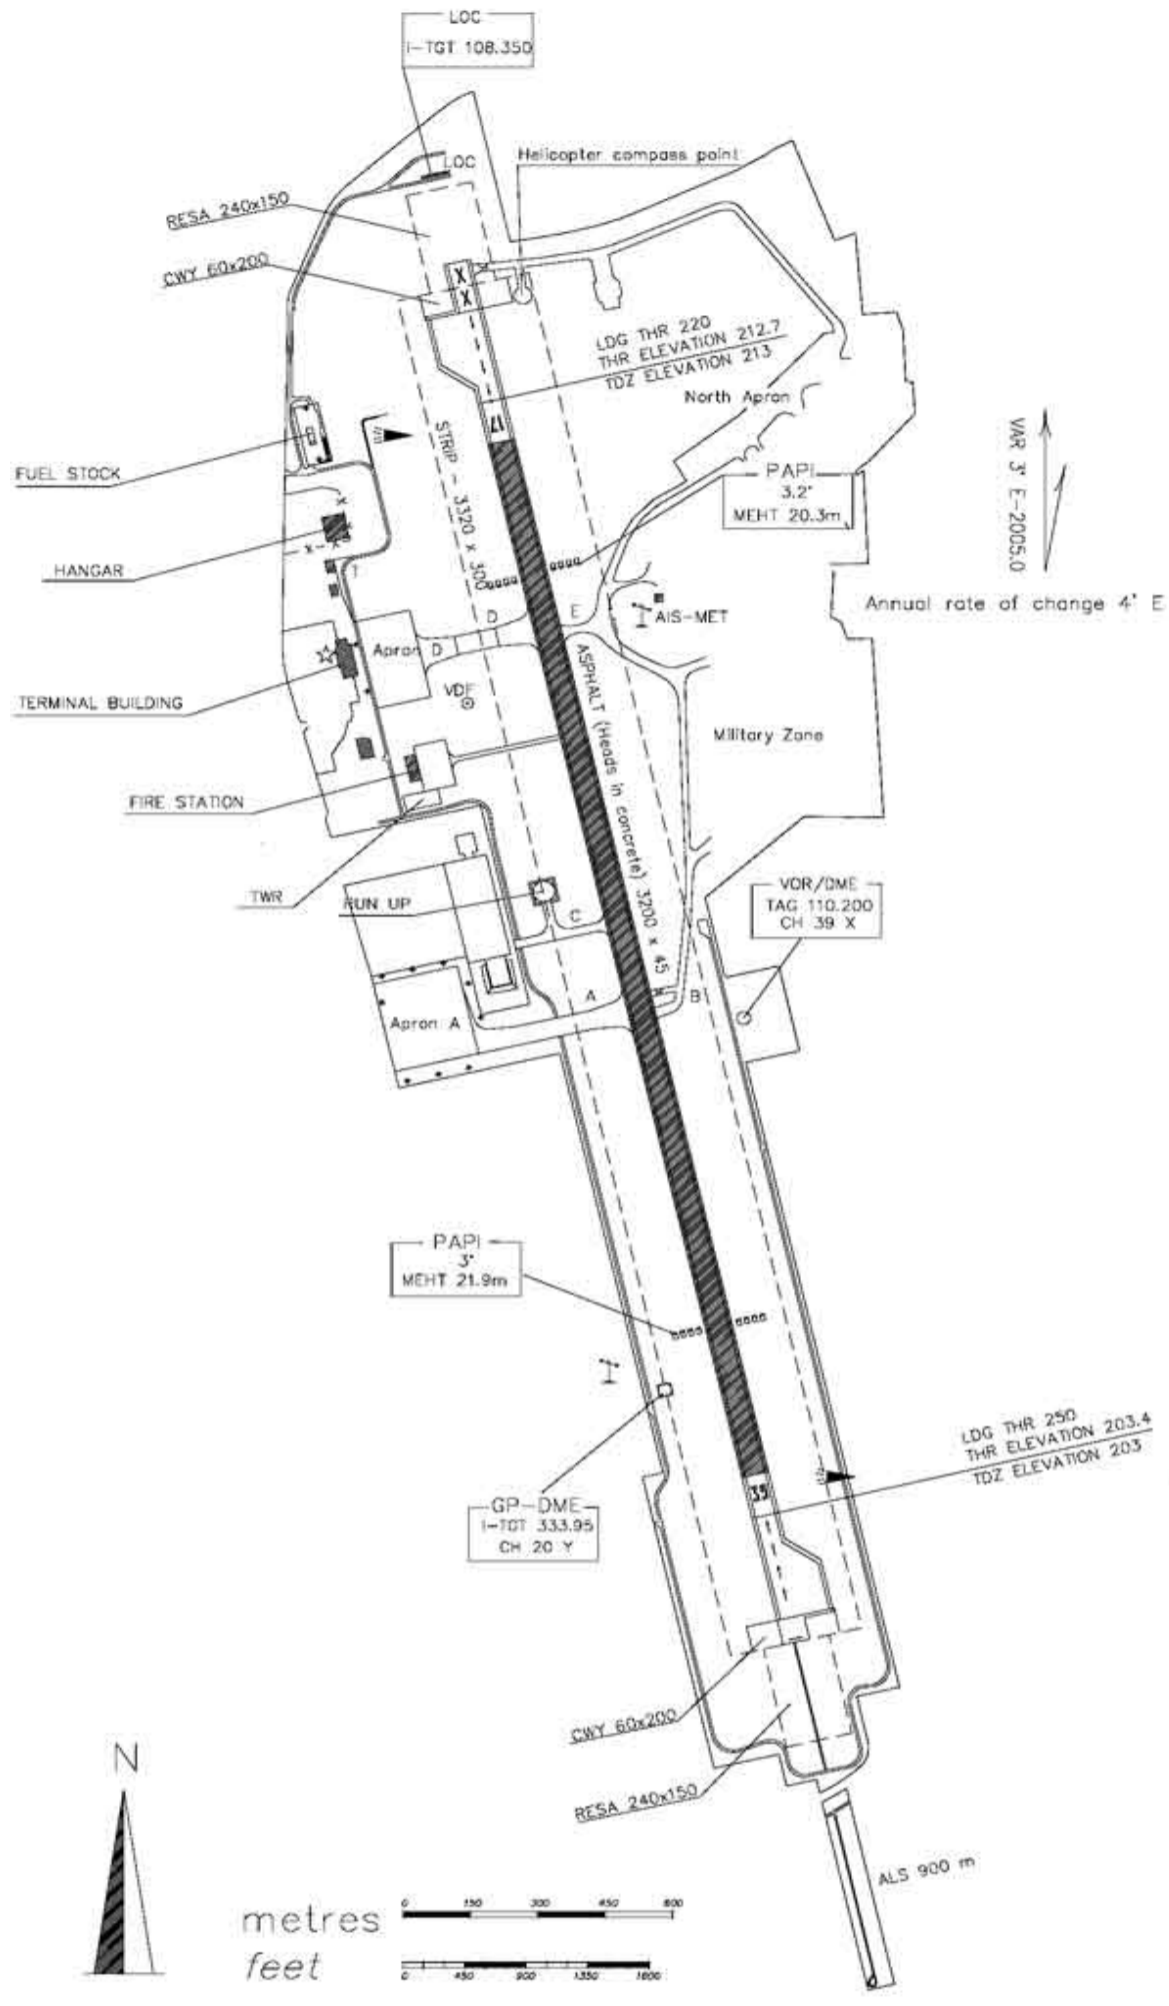 LOC
I-TGT 108.350
LOC
Helicopter compass point
RESA 240x150
CWY 60x200
X
X
LDG THR 220
THR ELEVATION 212.7
TDZ ELEVATION 213
North Apron
VAR 3° E-2005.0
Annual rate of change 4' E
17
STRIP - 3320 x 300
FUEL STOCK
PAPI
3.2°
MEHT 20.3m
HANGAR
T
D
E
AIS-MET
Apron D
VDF
TERMINAL BUILDING
ASPHALT (Heads in concrete) 3200 x 45
Military Zone
FIRE STATION
TWR
RUN UP
C
VOR/DME
TAG 110.200
CH 39 X
A
B
Apron A
PAPI
3°
MEHT 21.9m
LDG THR 250
THR ELEVATION 203.4
TDZ ELEVATION 203
35
GP-DME
I-TGT 333.95
CH 20 Y
CWY 60x200
RESA 240x150
ALS 900 m
N
metres
0 150 300 450 600
feet
0 450 900 1350 1800